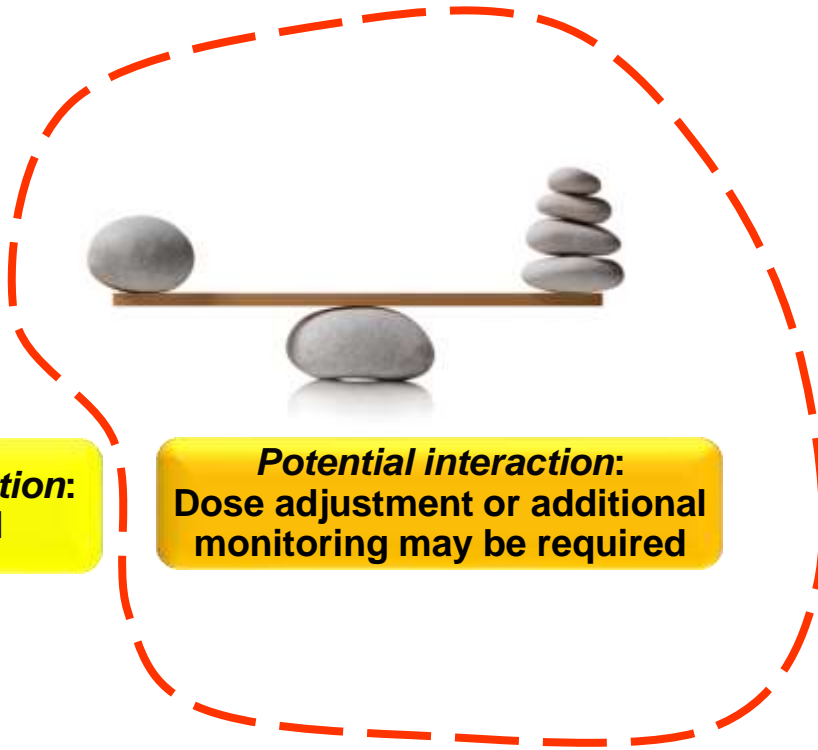 tion:
Potential interaction:
Dose adjustment or additional
monitoring may be required